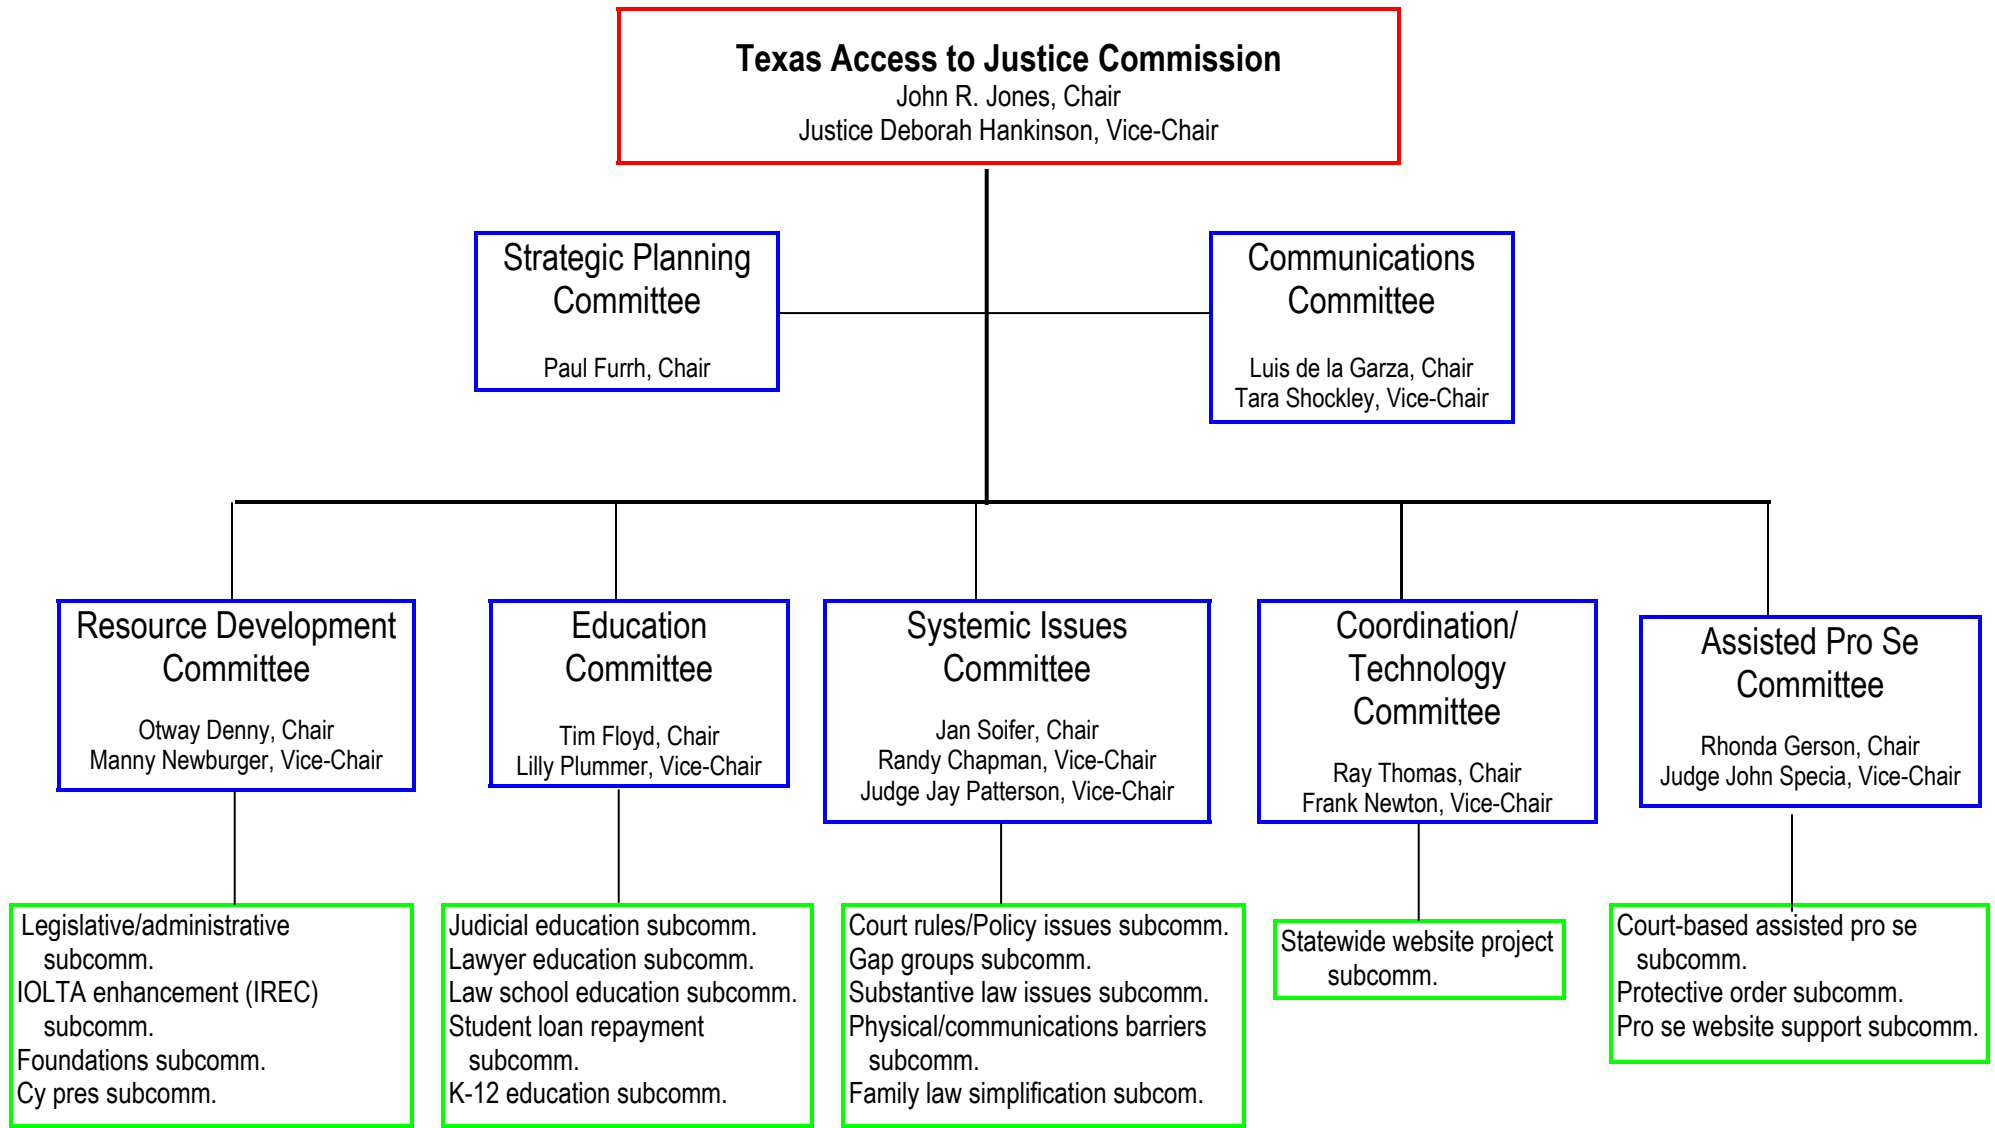 Texas Access to Justice Commission
John R. Jones, Chair
Justice Deborah Hankinson, Vice-Chair
Strategic Planning
Committee
Paul Furrh, Chair
Communications
Committee
Luis de la Garza, Chair
Tara Shockley, Vice-Chair
Resource Development
Committee
Otway Denny, Chair
Manny Newburger, Vice-Chair
Education
Committee
Tim Floyd, Chair
Lilly Plummer, Vice-Chair
Systemic Issues
Committee
Jan Soifer, Chair
Randy Chapman, Vice-Chair
Judge Jay Patterson, Vice-Chair
Coordination/
Technology
Committee
Ray Thomas, Chair
Frank Newton, Vice-Chair
Assisted Pro Se
Committee
Rhonda Gerson, Chair
Judge John Specia, Vice-Chair
Legislative/administrative
subcomm.
IOLTA enhancement (IREC)
subcomm.
Foundations subcomm.
Cy pres subcomm.
Judicial education subcomm.
Lawyer education subcomm.
Law school education subcomm.
Student loan repayment
subcomm.
K-12 education subcomm.
Court rules/Policy issues subcomm.
Gap groups subcomm.
Substantive law issues subcomm.
Physical/communications barriers
subcomm.
Family law simplification subcom.
Statewide website project
subcomm.
Court-based assisted pro se
subcomm.
Protective order subcomm.
Pro se website support subcomm.